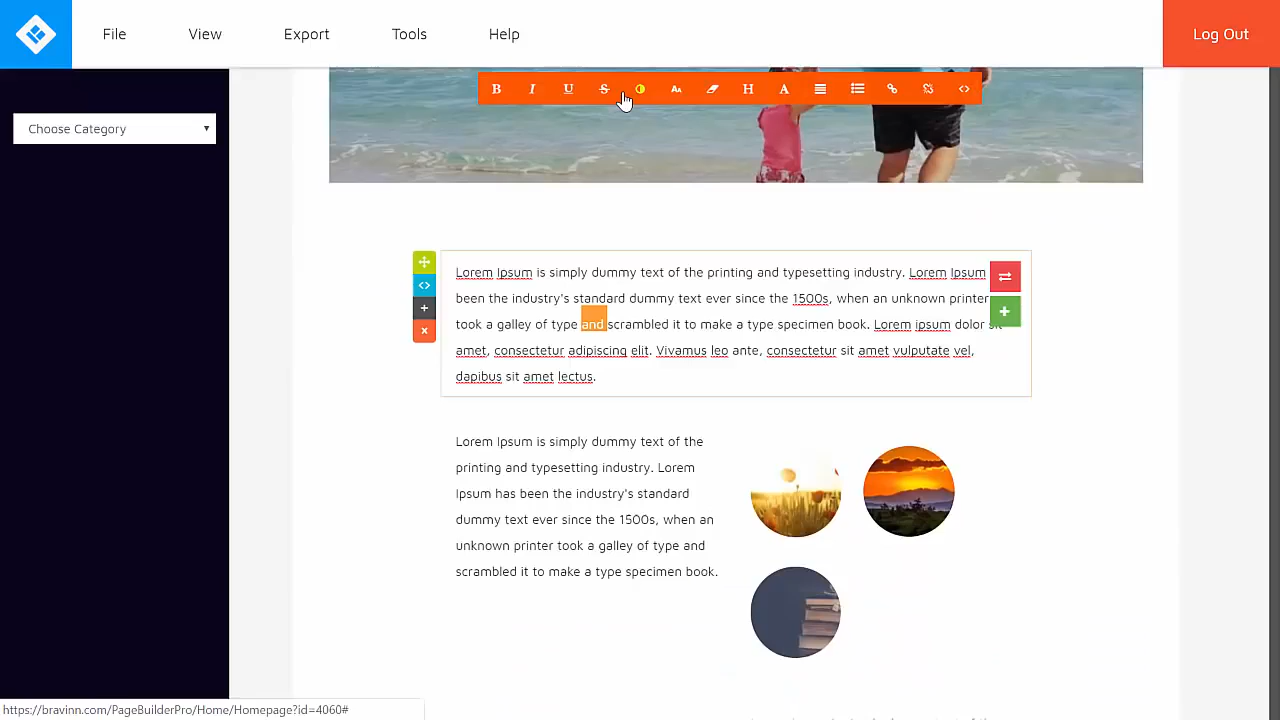 File View Export Tools Help Log Out
B I U S AA H A <>
Choose Category
Lorem Ipsum is simply dummy text of the printing and typesetting industry. Lorem Ipsum
been the industry's standard dummy text ever since the 1500s, when an unknown printer
took a galley of type and scrambled it to make a type specimen book. Lorem ipsum dolor sit
amet, consectetur adipiscing elit. Vivamus leo ante, consectetur sit amet vulputate vel,
dapibus sit amet lectus.
Lorem Ipsum is simply dummy text of the
printing and typesetting industry. Lorem
Ipsum has been the industry's standard
dummy text ever since the 1500s, when an
unknown printer took a galley of type and
scrambled it to make a type specimen book.
https://bravinn.com/PageBuilderPro/Home/Homepage?id=4060#